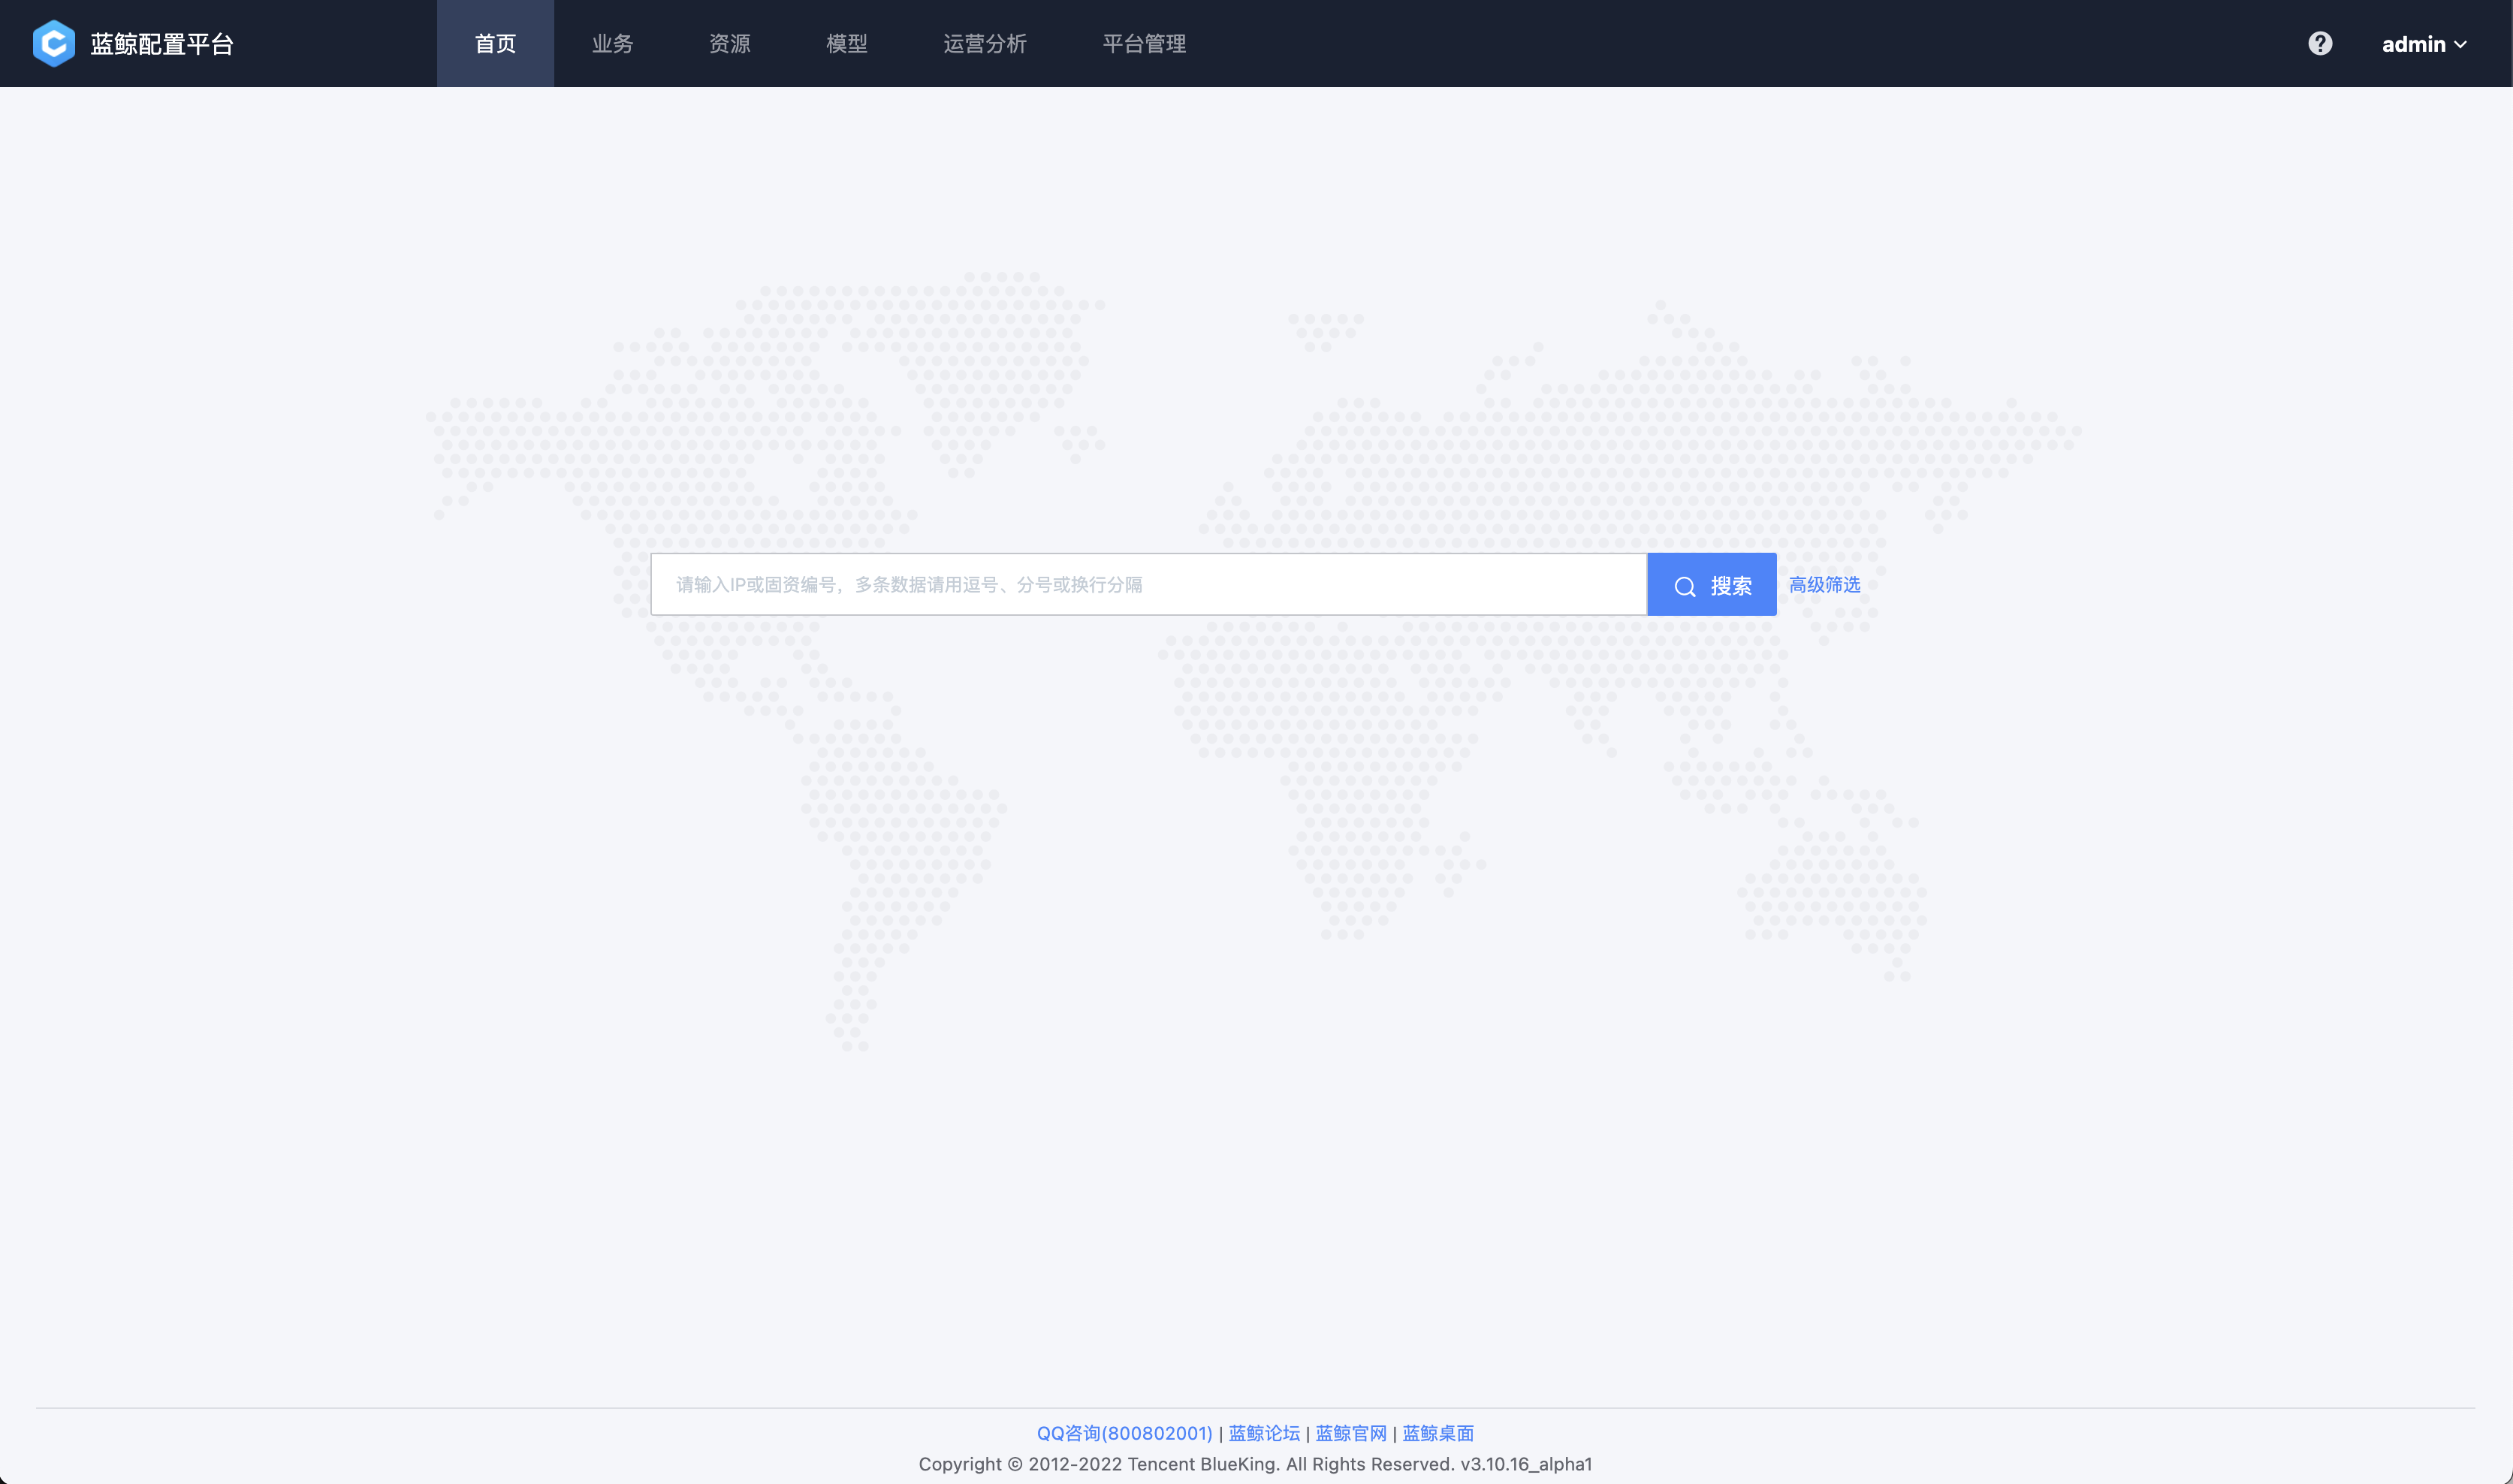 蓝鲸配置平台 首页 业务 资源 模型 运营分析 平台管理 admin
请输入IP或固资编号，多条数据请用逗号、分号或换行分隔 搜索 高级筛选
QQ咨询(800802001) | 蓝鲸论坛 | 蓝鲸官网 | 蓝鲸桌面
Copyright © 2012-2022 Tencent BlueKing. All Rights Reserved. v3.10.16_alpha1